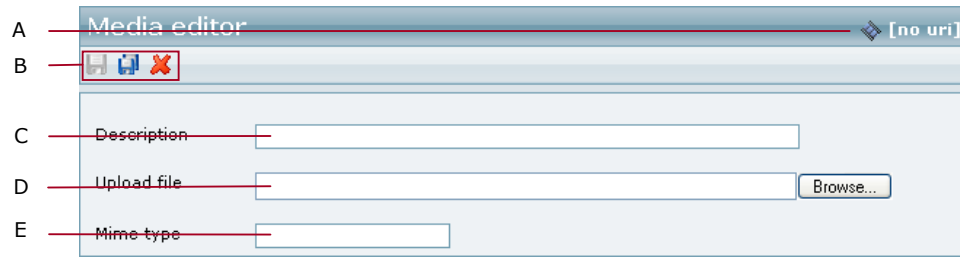 A Media editor [no uri]
B
C Description
D Upload file Browse...
E Mime type